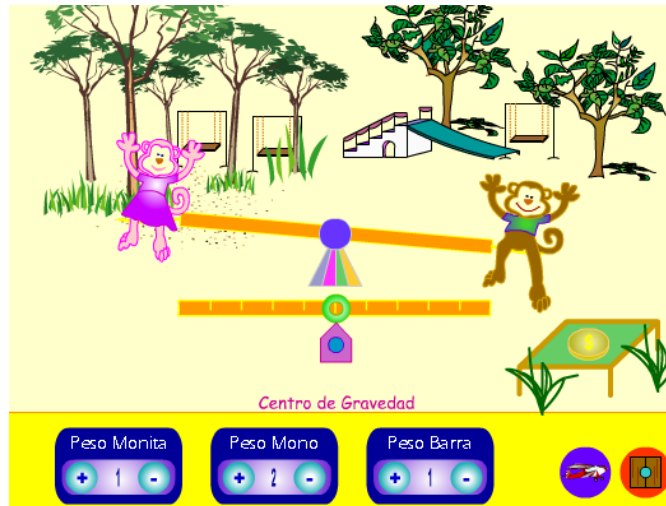 $
Centro de Gravedad
Peso Monita
Peso Mono
Peso Barra
+ 1 -
+ 2 -
+ 1 -